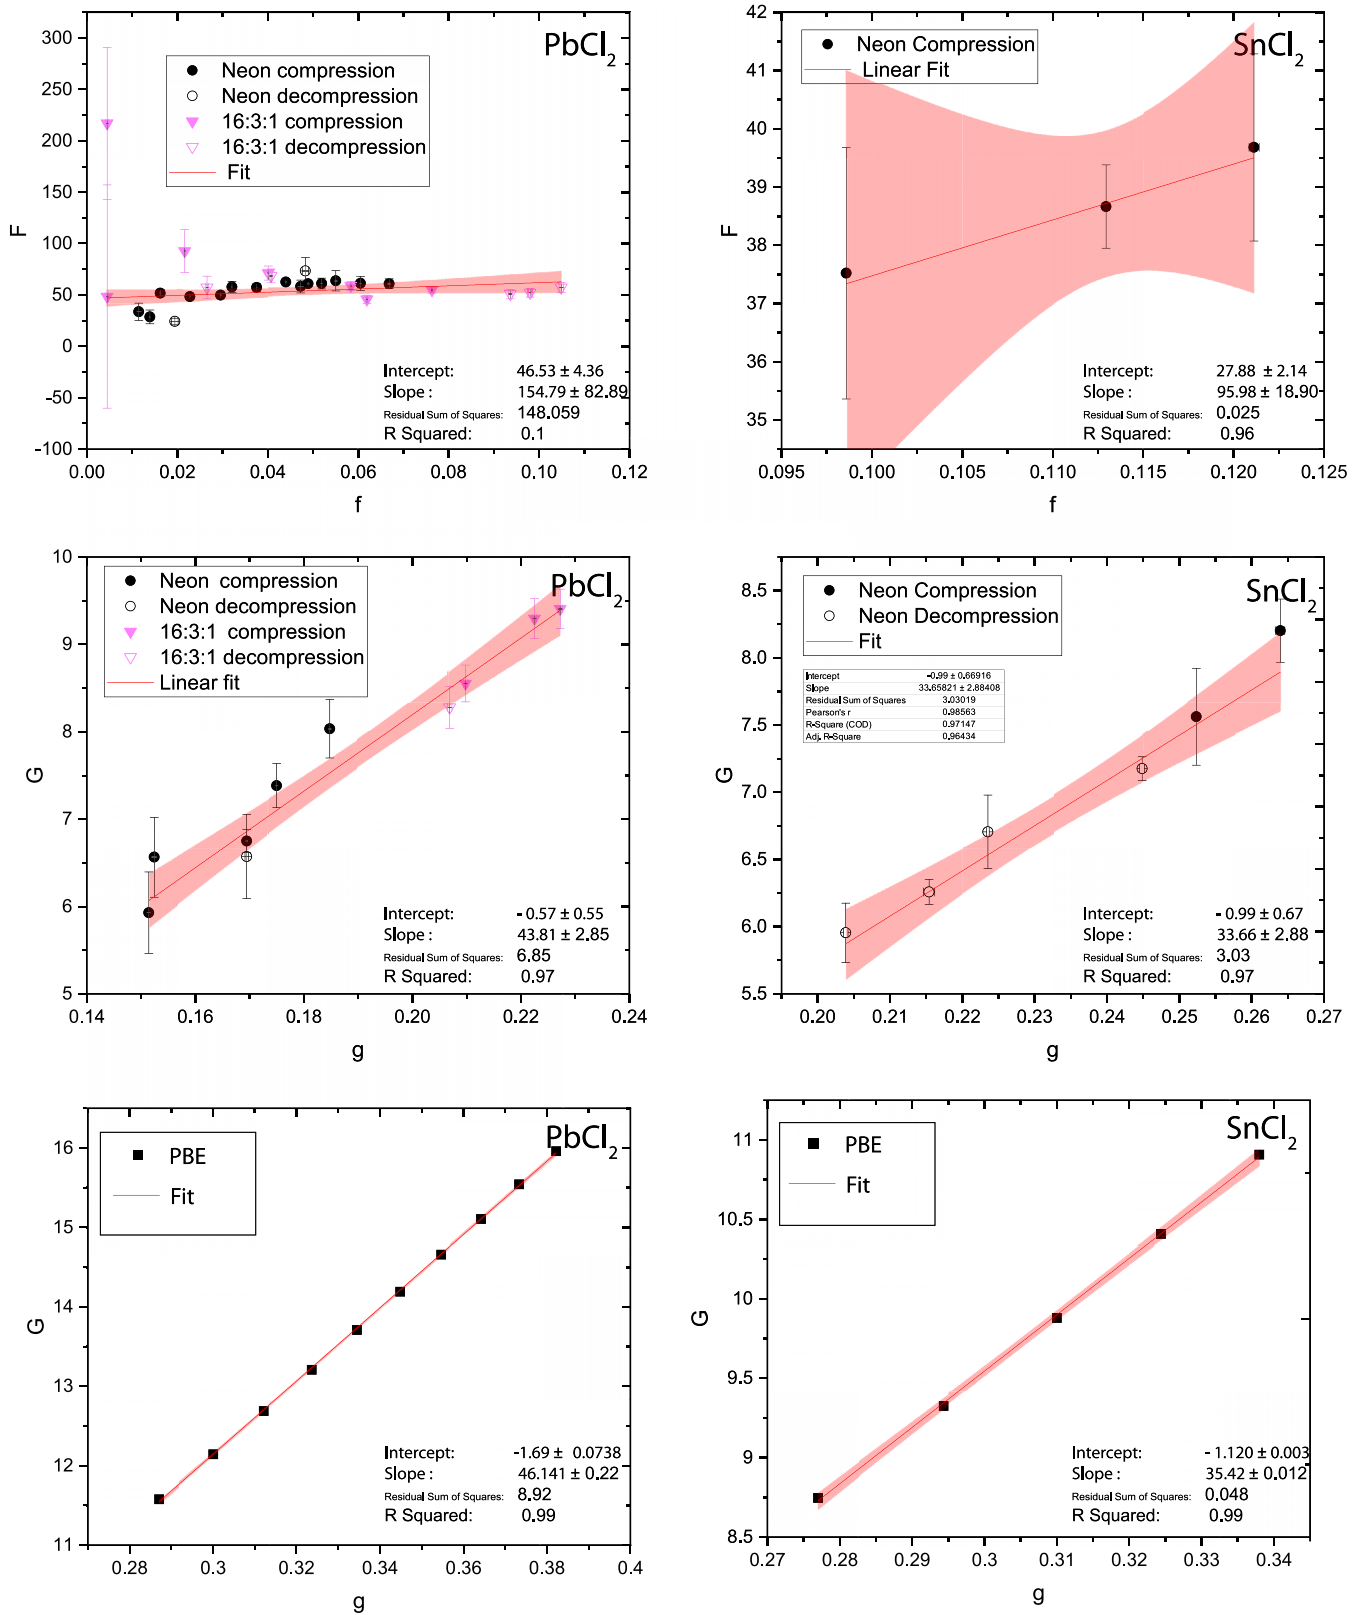 PbCl2
Neon compression
Neon decompression
16:3:1 compression
16:3:1 decompression
Fit
300
250
200
150
100
50
0
-50
-100
F
Intercept: 46.53 ± 4.36
Slope : 154.79 ± 82.89
Residual Sum of Squares: 148.059
R Squared: 0.1
0.00 0.02 0.04 0.06 0.08 0.10 0.12
f
SnCl2
Neon Compression
Linear Fit
42
41
40
39
38
37
36
35
F
Intercept: 27.88 ± 2.14
Slope : 95.98 ± 18.90
Residual Sum of Squares: 0.025
R Squared: 0.96
0.095 0.100 0.105 0.110 0.115 0.120 0.125
f
PbCl2
Neon compression
Neon decompression
16:3:1 compression
16:3:1 decompression
Linear fit
10
9
8
7
6
5
G
Intercept: - 0.57 ± 0.55
Slope : 43.81 ± 2.85
Residual Sum of Squares: 6.85
R Squared: 0.97
0.14 0.16 0.18 0.20 0.22 0.24
g
SnCl2
Neon Compression
Neon Decompression
Fit
Intercept -0.99 ± 0.66916
Slope 33.65821 ± 2.88408
Residual Sum of Squares 3.03019
Pearson's r 0.98563
R-Square (COD) 0.97147
Adj. R-Square 0.96434
8.5
8.0
7.5
7.0
6.5
6.0
5.5
G
Intercept: - 0.99 ± 0.67
Slope : 33.66 ± 2.88
Residual Sum of Squares: 3.03
R Squared: 0.97
0.20 0.21 0.22 0.23 0.24 0.25 0.26 0.27
g
PbCl2
PBE
Fit
16
15
14
13
12
11
G
Intercept: -1.69 ± 0.0738
Slope : 46.141 ± 0.22
Residual Sum of Squares: 8.92
R Squared: 0.99
0.28 0.3 0.32 0.34 0.36 0.38 0.4
g
SnCl2
PBE
Fit
11
10.5
10
9.5
9
8.5
G
Intercept: - 1.120 ± 0.003
Slope : 35.42 ± 0.012
Residual Sum of Squares: 0.048
R Squared: 0.99
0.27 0.28 0.29 0.3 0.31 0.32 0.33 0.34
g